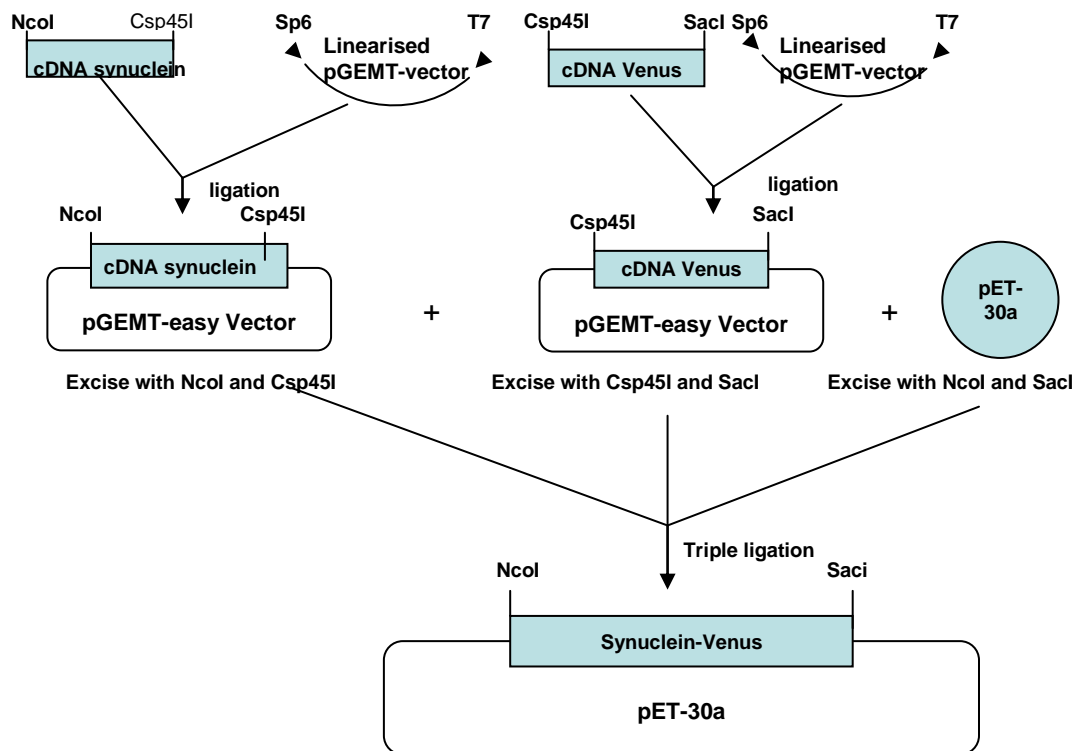 NcoI
Csp45I
cDNA synuclein
Sp6
T7
Linearised
pGEMT-vector
Csp45I
SacI
cDNA Venus
Sp6
T7
Linearised
pGEMT-vector
ligation
ligation
NcoI
Csp45I
cDNA synuclein
pGEMT-easy Vector
+
Csp45I
SacI
cDNA Venus
pGEMT-easy Vector
+
pET-
30a
Excise with NcoI and Csp45I
Excise with Csp45I and SacI
Excise with NcoI and SacI
Triple ligation
NcoI
Saci
Synuclein-Venus
pET-30a